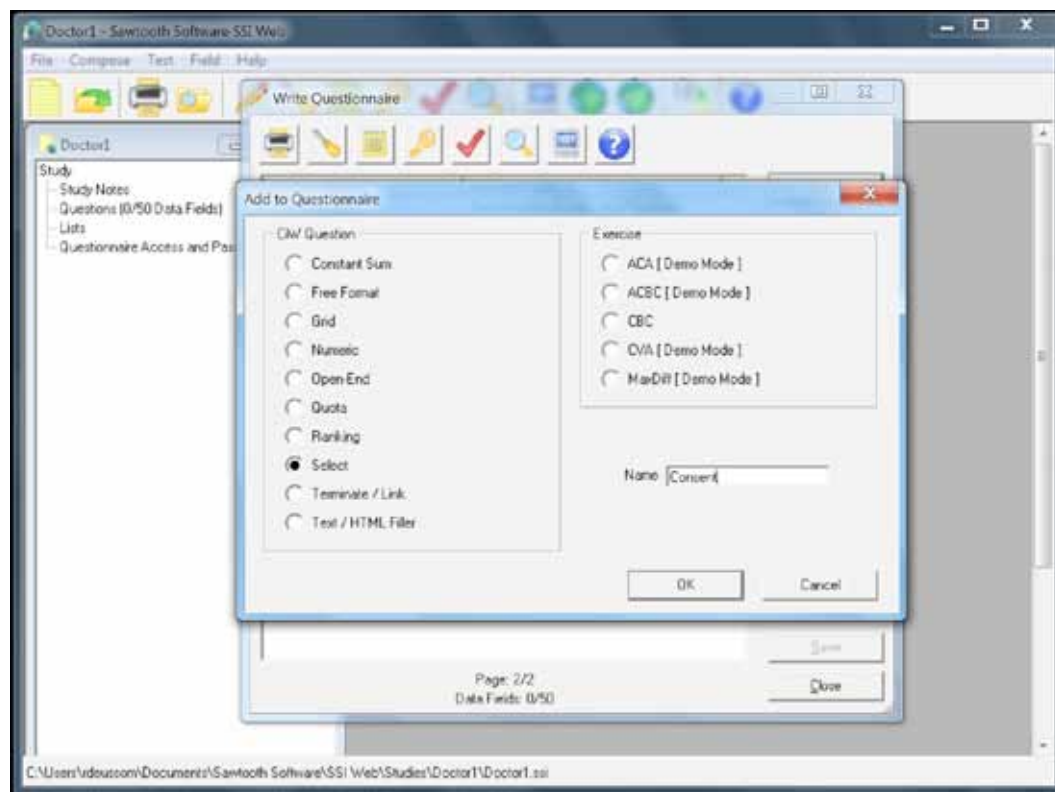 Doctor1 - Sawtooth Software SSI Web
File Compose Test Field Help
Write Questionnaire
Doctor1
Study
Study Notes
Questions (0/50 Data Fields)
Lists
Questionnaire Access and Pas
Add to Questionnaire
CiW Question
Constant Sum
Free Format
Grid
Numeric
Open-End
Quota
Ranking
Select
Terminate / Link
Text / HTML Filler
Exercise
ACA [ Demo Mode ]
ACBC [ Demo Mode ]
CBC
CVA [ Demo Mode ]
MaxDiff [ Demo Mode ]
Name Consent
OK Cancel
Save
Page: 2/2
Data Fields: 0/50
Close
C:\Users\rdeussom\Documents\Sawtooth Software\SSI Web\Studies\Doctor1\Doctor1.ssi